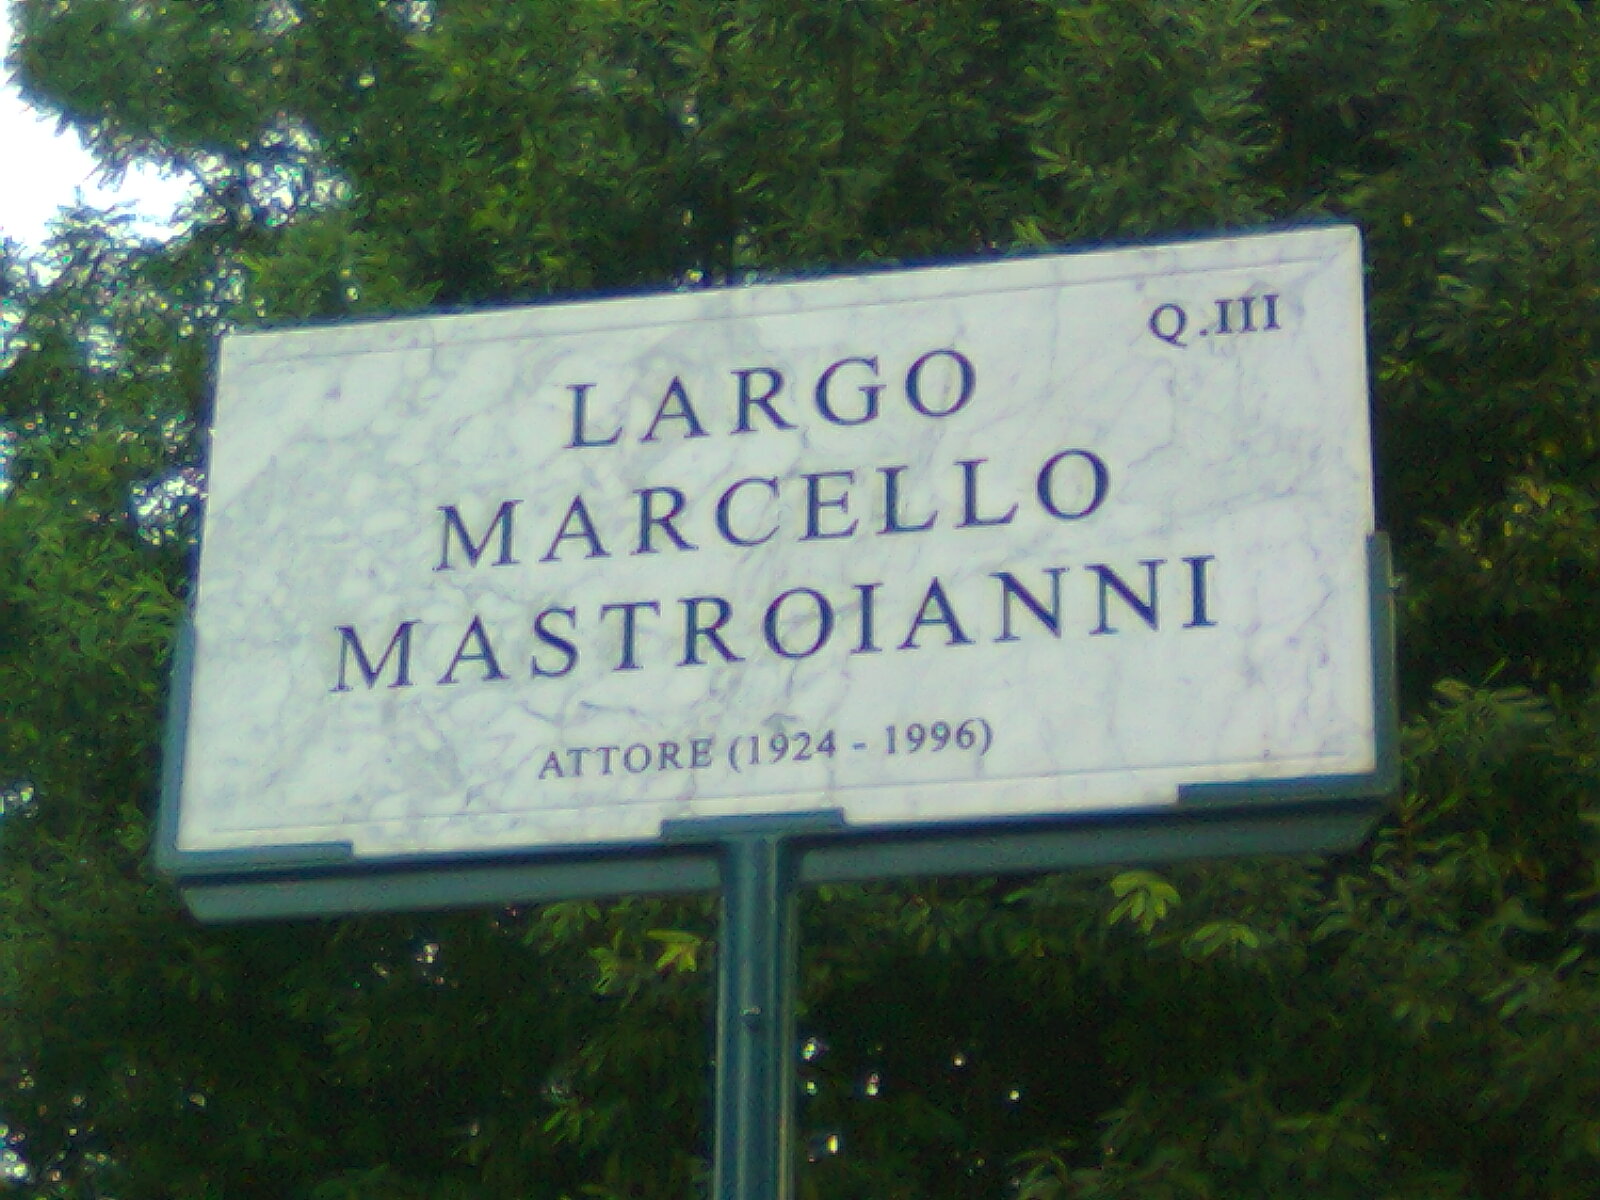 Q.III
LARGO
MARCELLO
MASTROIANNI
ATTORE (1924 - 1996)